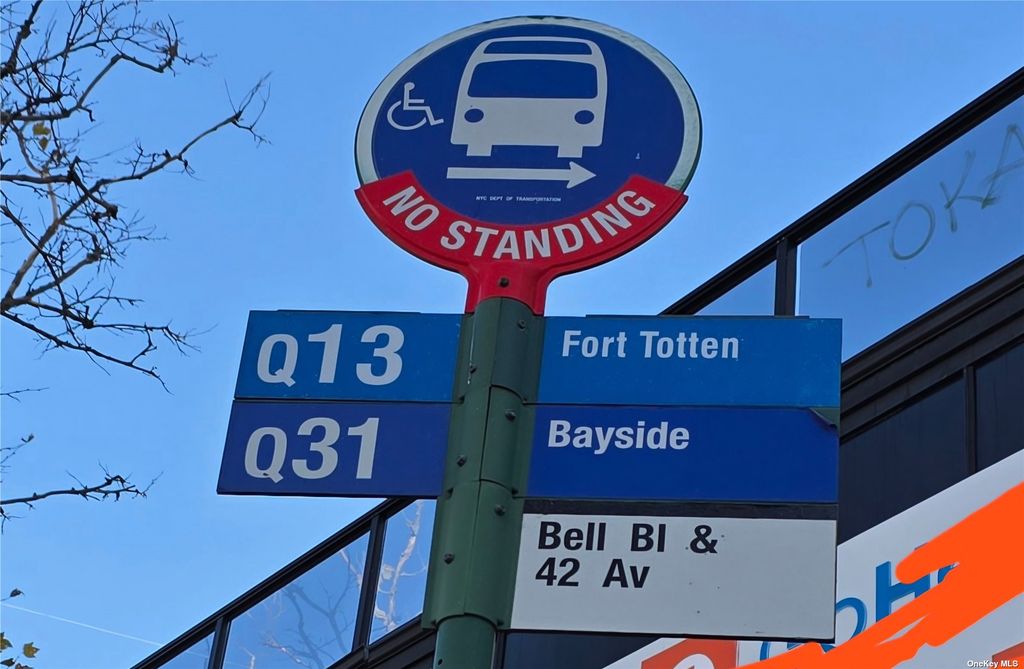 NYC DEPT OF TRANSPORTATION
NO STANDING
Q13 Fort Totten
Q31 Bayside
Bell Bl &
42 Av
TOKA
OneKey MLS